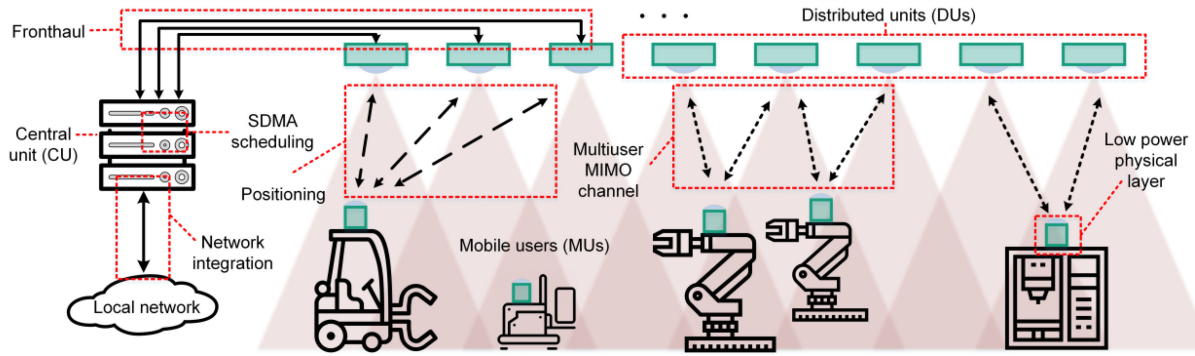 Fronthaul
. . .
Distributed units (DUs)
Central
unit (CU)
SDMA
scheduling
Positioning
Multiuser
MIMO
channel
Low power
physical
layer
Network
integration
Mobile users (MUs)
Local network